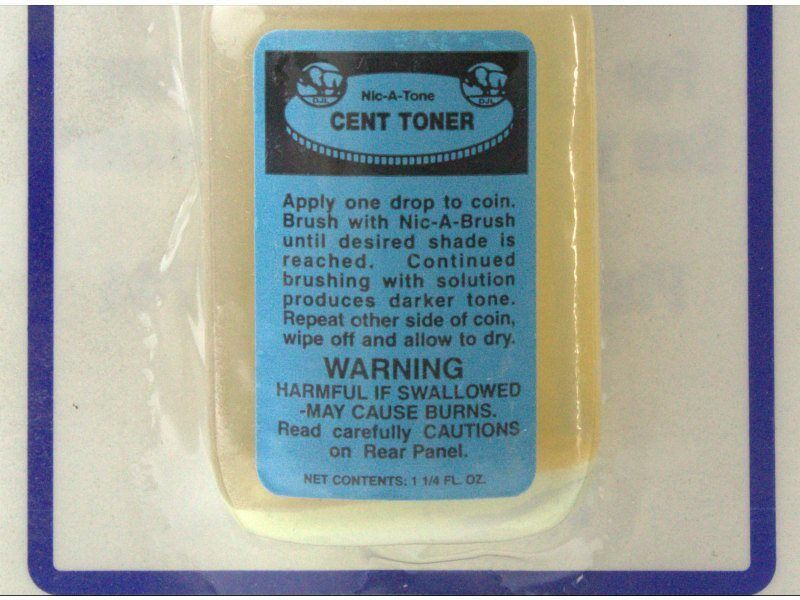 DJL
Nic-A-Tone
DJL
CENT TONER
Apply one drop to coin.
Brush with Nic-A-Brush
until desired shade is
reached. Continued
brushing with solution
produces darker tone.
Repeat other side of coin,
wipe off and allow to dry.
WARNING
HARMFUL IF SWALLOWED
-MAY CAUSE BURNS.
Read carefully CAUTIONS
on Rear Panel.
NET CONTENTS: 1 1/4 FL. OZ.